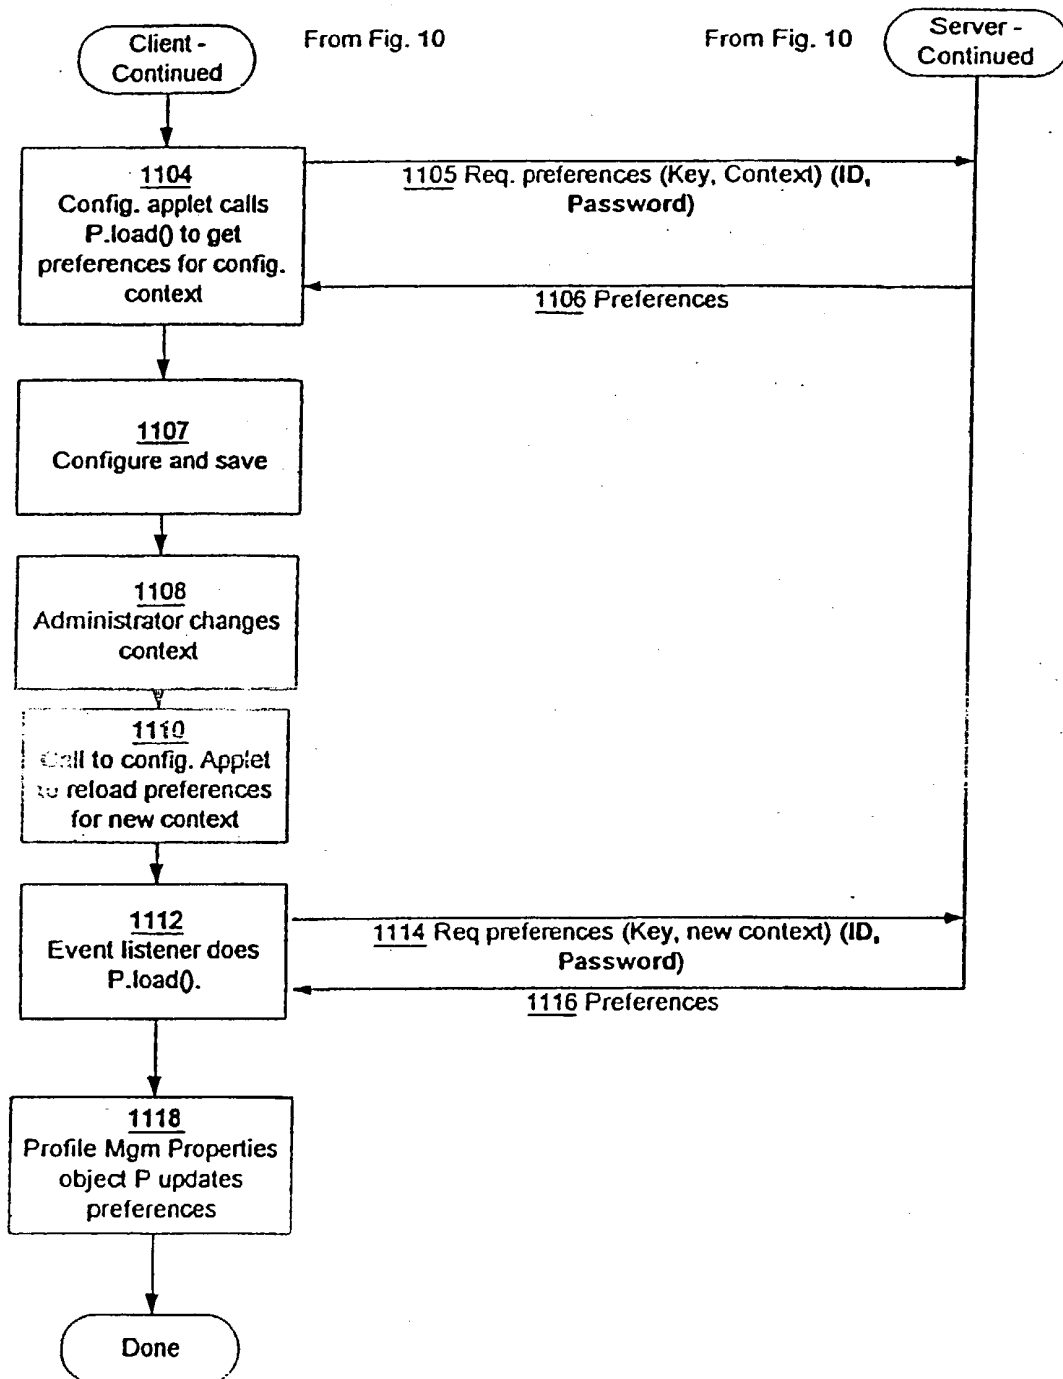 Client -
Continued
From Fig. 10
From Fig. 10
Server -
Continued
1104
Config. applet calls
P.load() to get
preferences for config.
context
1105 Req. preferences (Key, Context) (ID,
Password)
1106 Preferences
1107
Configure and save
1108
Administrator changes
context
1110
Call to config. Applet
to reload preferences
for new context
1112
Event listener does
P.load().
1114 Req preferences (Key, new context) (ID,
Password)
1116 Preferences
1118
Profile Mgm Properties
object P updates
preferences
Done